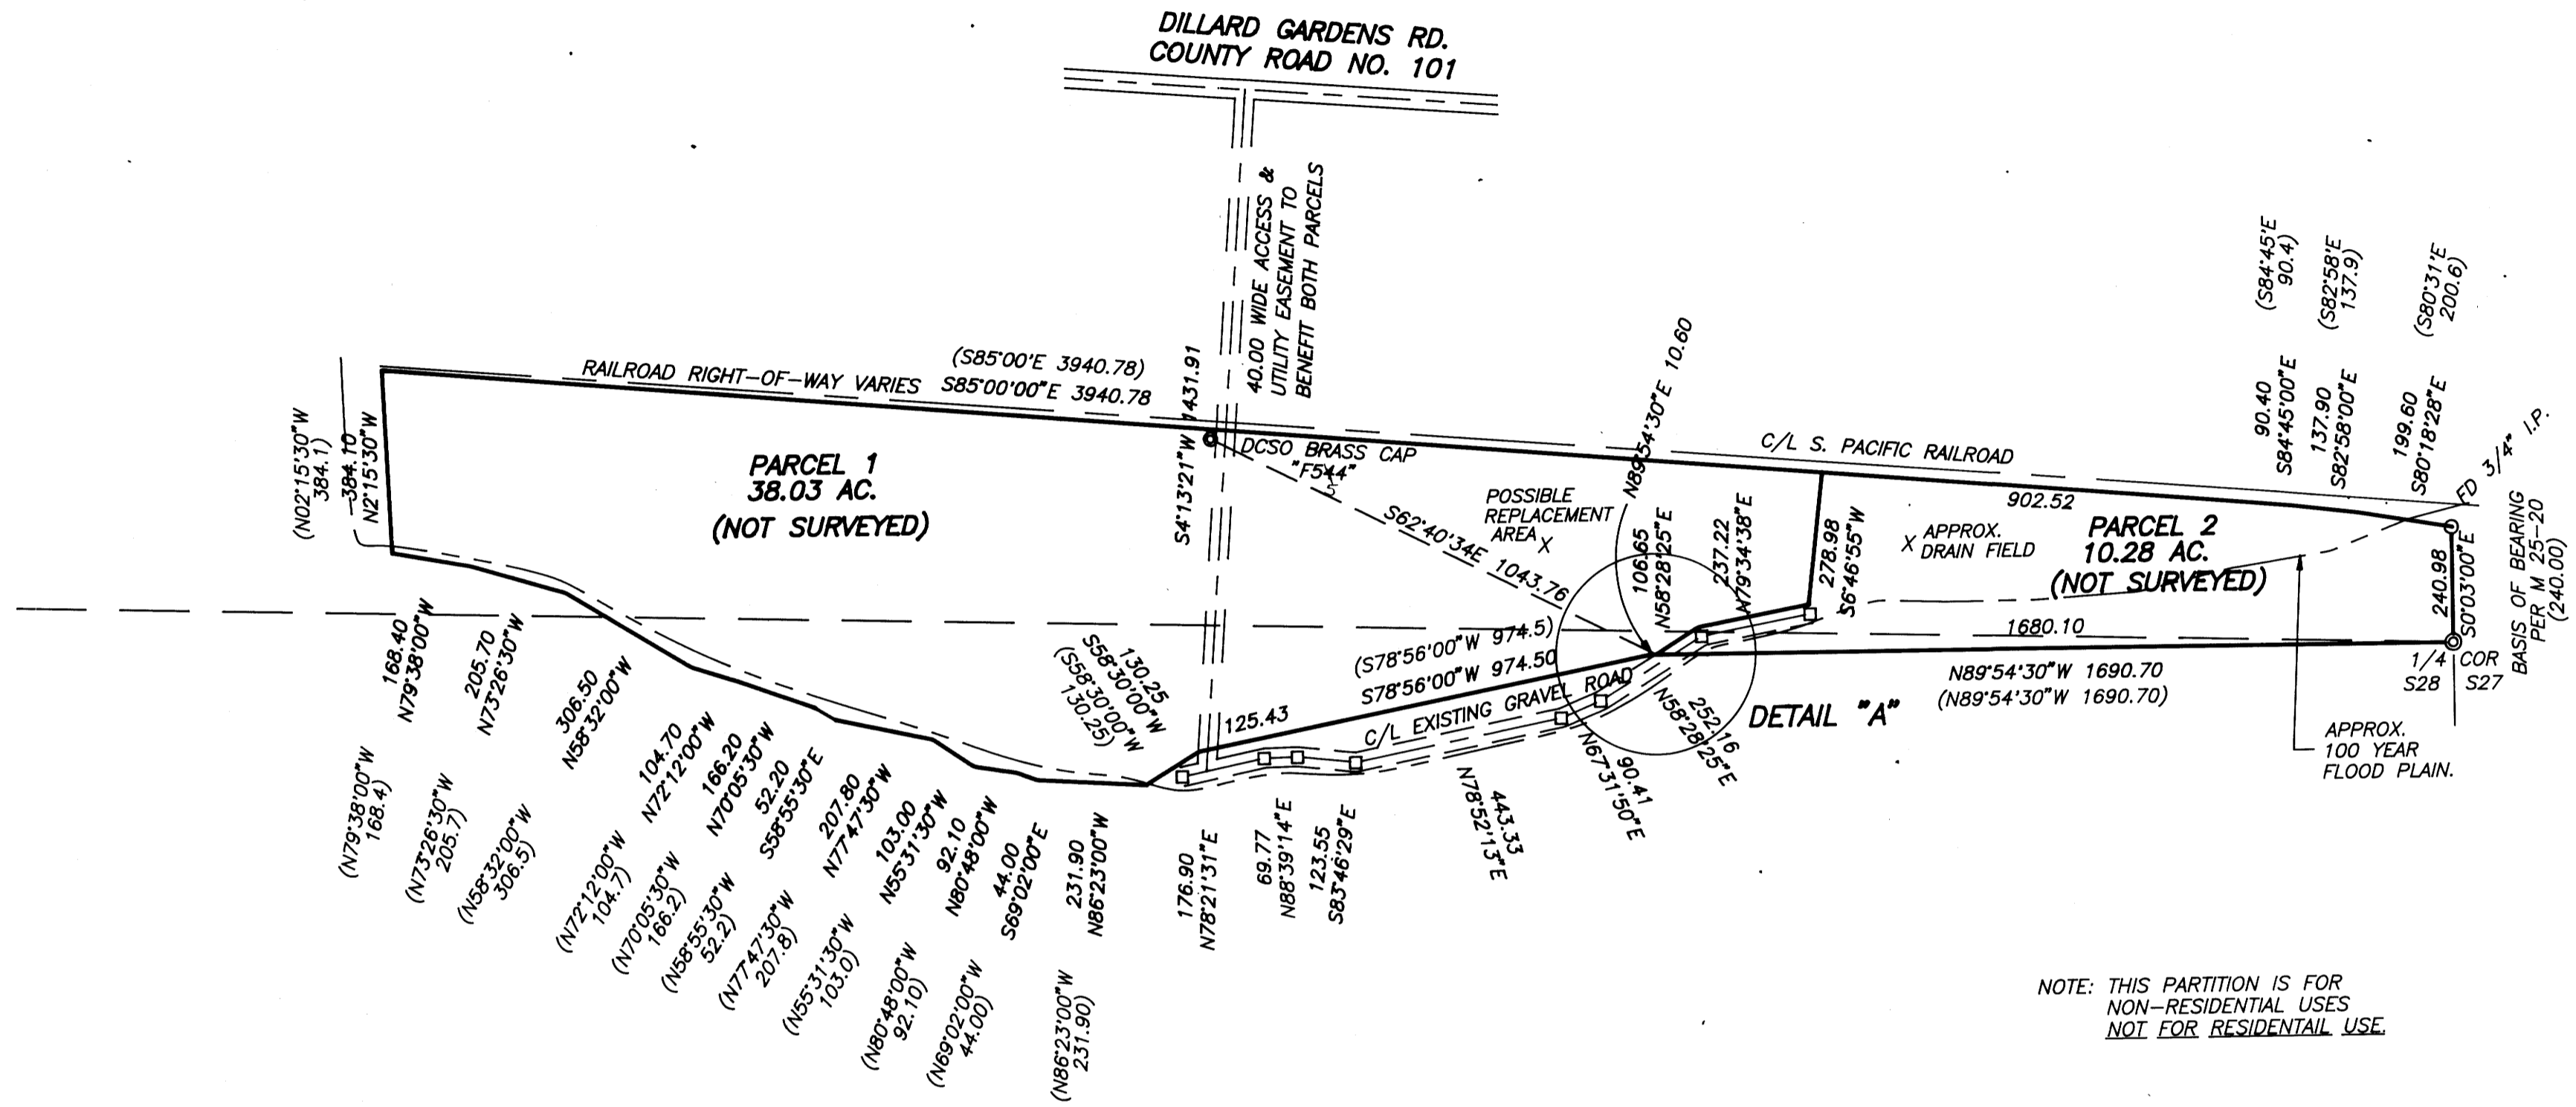 DILLARD GARDENS RD.
COUNTY ROAD NO. 101
40.00 WIDE ACCESS &
UTILITY EASEMENT TO
BENEFIT BOTH PARCELS
(S85°00'E 3940.78)
RAILROAD RIGHT-OF-WAY VARIES S85°00'00"E 3940.78
S4°13'21"W 1431.91
(N02°15'30"W
384.1)
384.10
N2°15'30"W
PARCEL 1
38.03 AC.
(NOT SURVEYED)
DCSO BRASS CAP
"F544"
5
S62°40'34E 1043.76
N89°54'30"E 10.60
C/L S. PACIFIC RAILROAD
POSSIBLE
REPLACEMENT
AREA X
106.65
N58°28'25"E
237.22
N79°34'38"E
278.98
S6°46'55"W
X APPROX.
DRAIN FIELD
902.52
PARCEL 2
10.28 AC.
(NOT SURVEYED)
(S84°45'E
90.4)
(S82°58'E
137.9)
(S80°31'E
200.6)
90.40
S84°45'00"E
137.90
S82°58'00"E
199.60
S80°18'28"E
FD 3/4" I.P.
240.98
S0°03'00"E
BASIS OF BEARING
PER M 25-20
(240.00)
1680.10
N89°54'30"W 1690.70
(N89°54'30"W 1690.70)
1/4 COR
S28 S27
APPROX.
100 YEAR
FLOOD PLAIN.
DETAIL "A"
(S78°56'00"W 974.5)
S78°56'00"W 974.50
125.43
C/L EXISTING GRAVEL ROAD
130.25
S58°30'00"W
(S58°30'00"W
130.25)
168.40
N79°38'00"W
205.70
N73°26'30"W
306.50
N58°32'00"W
104.70
N72°12'00"W
166.20
N70°05'30"W
52.20
S58°55'30"E
207.80
N77°47'30"W
103.00
N55°31'30"W
92.10
N80°48'00"W
44.00
S69°02'00"E
231.90
N86°23'00"W
176.90
N78°21'31"E
69.77
N88°39'14"E
123.55
S83°46'29"E
443.33
N78°52'13"E
90.41
N67°31'50"E
252.16
N58°28'25"E
(N79°38'00"W
168.4)
(N73°26'30"W
205.7)
(N58°32'00"W
306.5)
(N72°12'00"W
104.7)
(N70°05'30"W
166.2)
(N58°55'30"W
52.2)
(N77°47'30"W
207.8)
(N55°31'30"W
103.0)
(N80°48'00"W
92.10)
(N69°02'00"W
44.00)
(N86°23'00"W
231.90)
NOTE: THIS PARTITION IS FOR
NON-RESIDENTIAL USES
NOT FOR RESIDENTAIL USE.